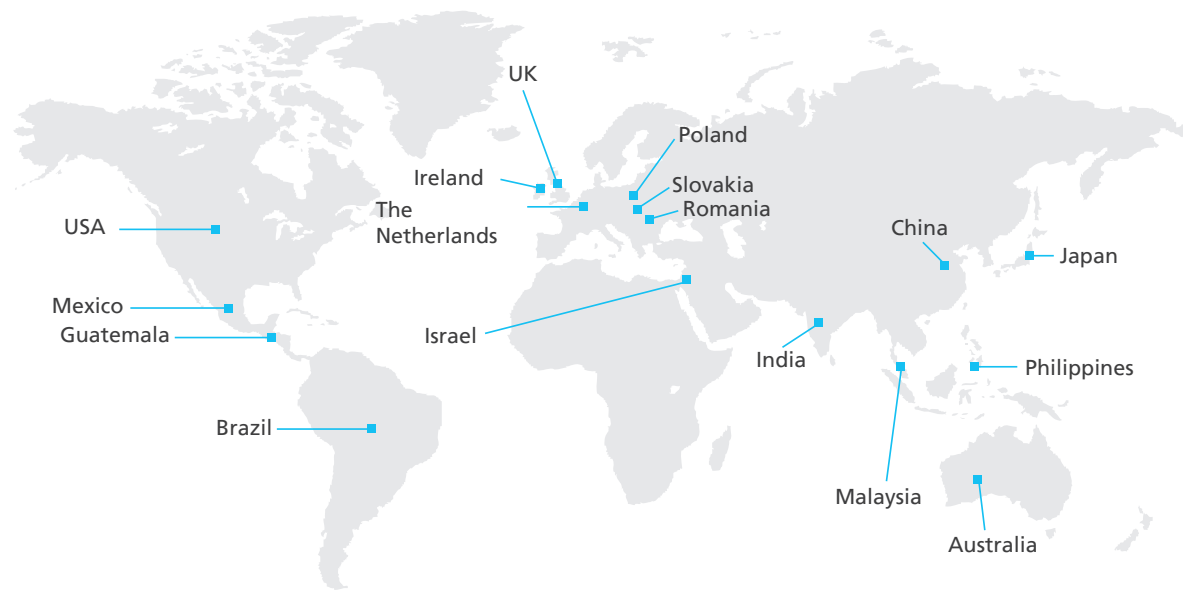 UK
Poland
Ireland
Slovakia
The
Netherlands
Romania
USA
China
Japan
Mexico
Guatemala
Israel
India
Philippines
Brazil
Malaysia
Australia